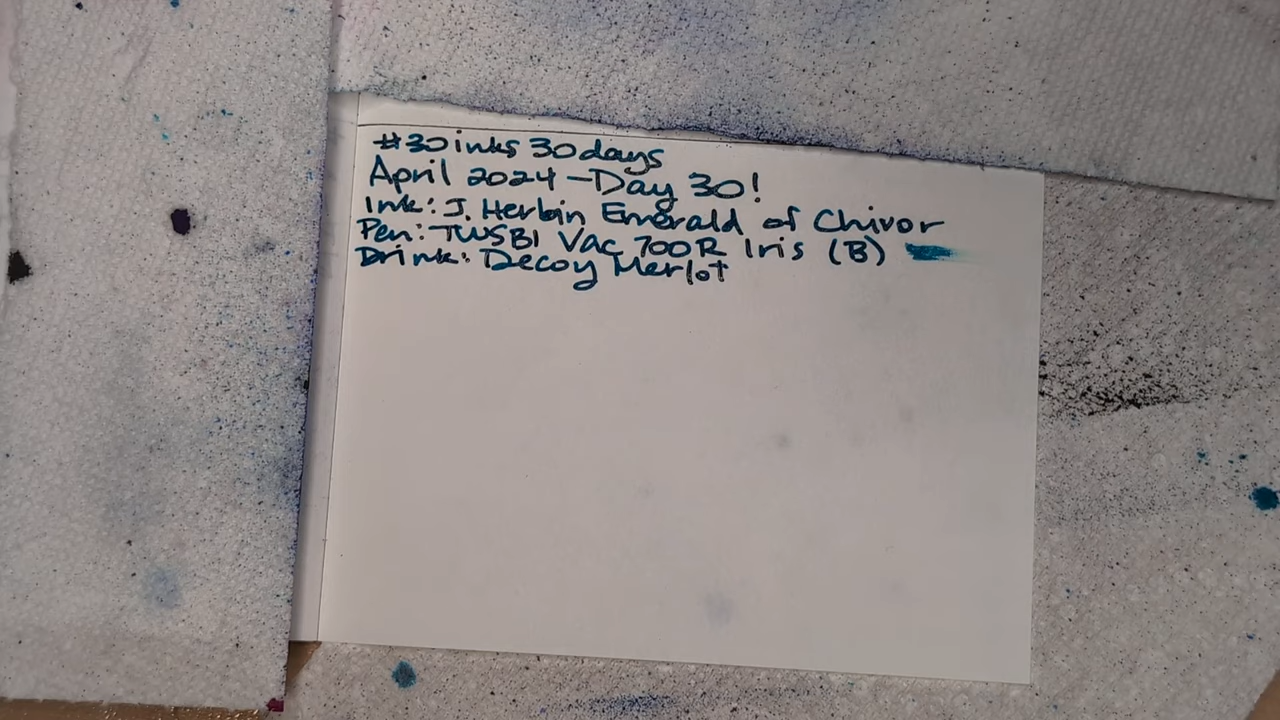 #30inks30days
April 2024 - Day 30!
Ink: J. Herbin Emerald of Chivor
Pen: TWSBI Vac 700R Iris (B)
Drink: Decoy Merlot